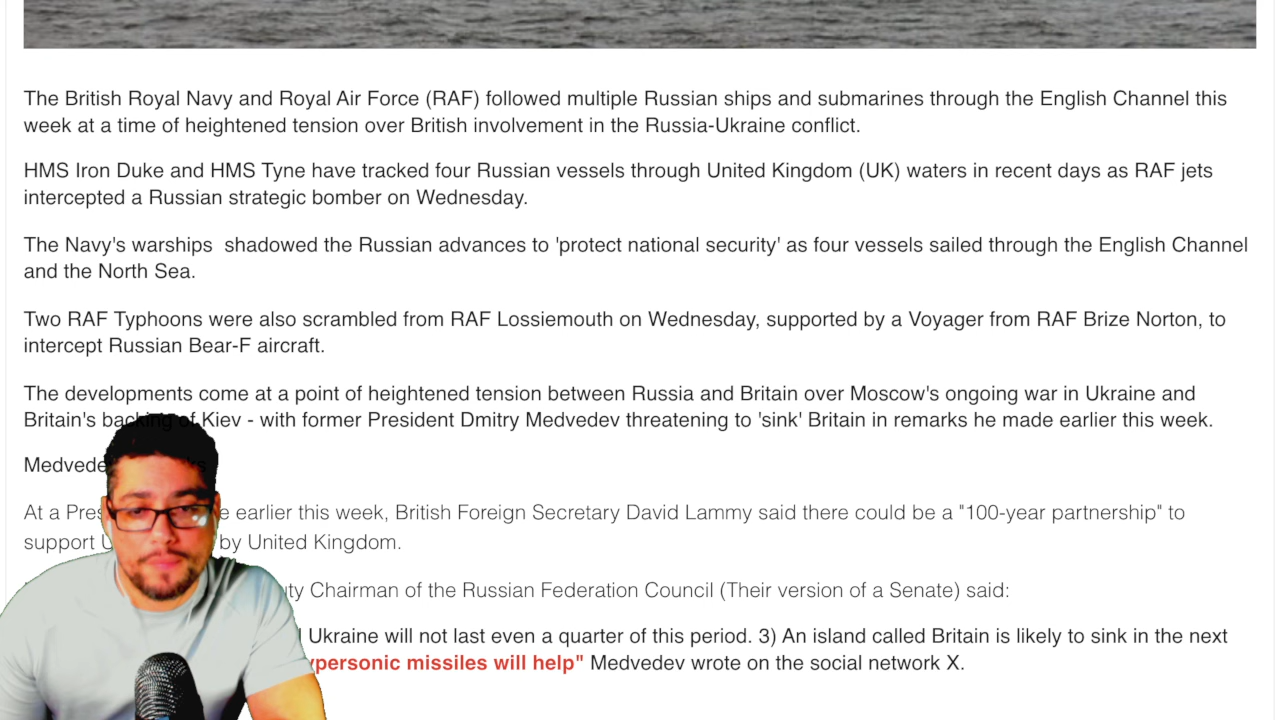 The British Royal Navy and Royal Air Force (RAF) followed multiple Russian ships and submarines through the English Channel this
week at a time of heightened tension over British involvement in the Russia-Ukraine conflict.
HMS Iron Duke and HMS Tyne have tracked four Russian vessels through United Kingdom (UK) waters in recent days as RAF jets
intercepted a Russian strategic bomber on Wednesday.
The Navy's warships shadowed the Russian advances to 'protect national security' as four vessels sailed through the English Channel
and the North Sea.
Two RAF Typhoons were also scrambled from RAF Lossiemouth on Wednesday, supported by a Voyager from RAF Brize Norton, to
intercept Russian Bear-F aircraft.
The developments come at a point of heightened tension between Russia and Britain over Moscow's ongoing war in Ukraine and
Britain's backing of Kiev - with former President Dmitry Medvedev threatening to 'sink' Britain in remarks he made earlier this week.
At a earlier this week, British Foreign Secretary David Lammy said there could be a "100-year partnership" to
support by United Kingdom.
Chairman of the Russian Federation Council (Their version of a Senate) said:
Ukraine will not last even a quarter of this period. 3) An island called Britain is likely to sink in the next
missiles will help" Medvedev wrote on the social network X.